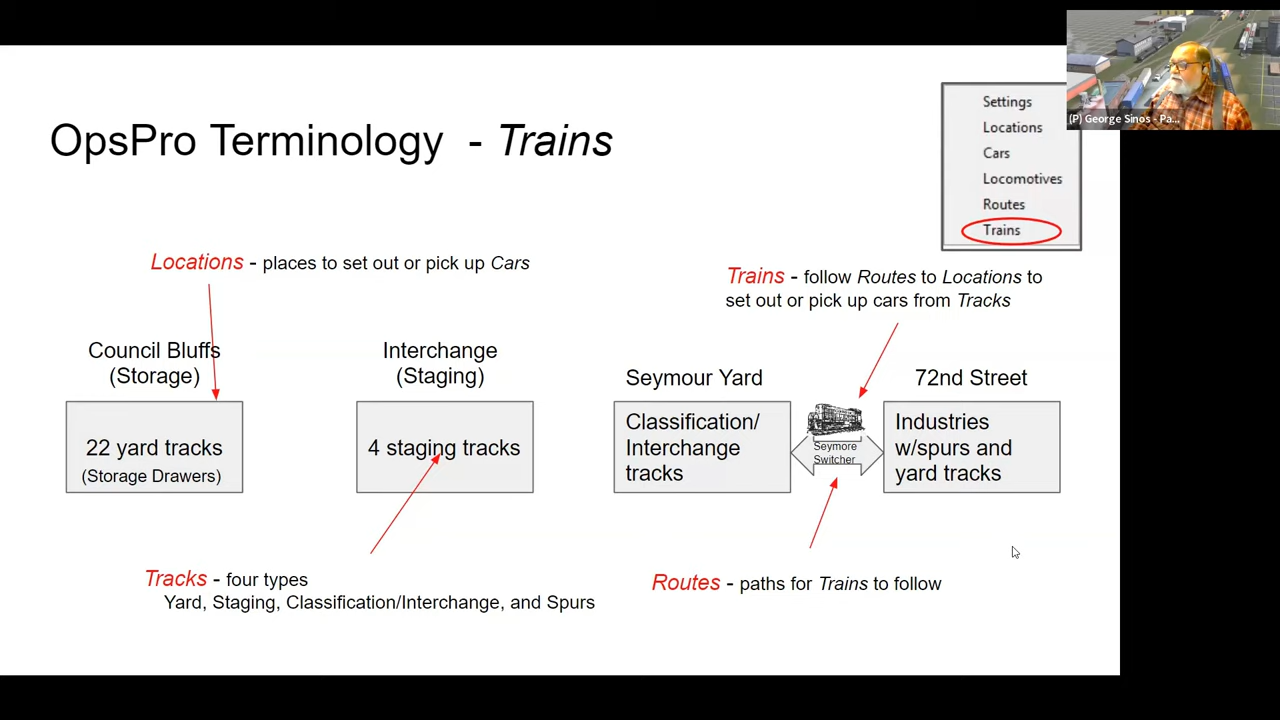 OpsPro Terminology - Trains
Settings
Locations
Cars
Locomotives
Routes
Trains
(P) George Sinos - Pa...
Locations - places to set out or pick up Cars
Trains - follow Routes to Locations to
set out or pick up cars from Tracks
Council Bluffs
(Storage)
22 yard tracks
(Storage Drawers)
Interchange
(Staging)
4 staging tracks
Seymour Yard
Classification/
Interchange
tracks
Seymore
Switcher
72nd Street
Industries
w/spurs and
yard tracks
Tracks - four types
Yard, Staging, Classification/Interchange, and Spurs
Routes - paths for Trains to follow